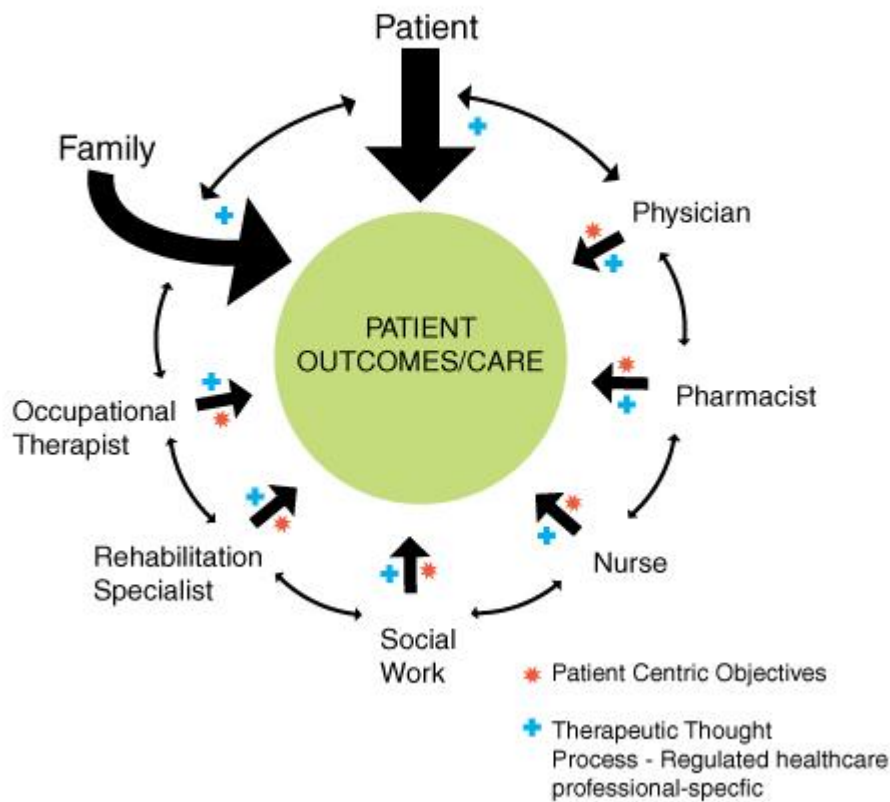 Patient
Family
Physician
PATIENT
OUTCOMES/CARE
Pharmacist
Occupational
Therapist
Rehabilitation
Specialist
Nurse
Social
Work
Patient Centric Objectives
Therapeutic Thought
Process - Regulated healthcare
professional-specfic